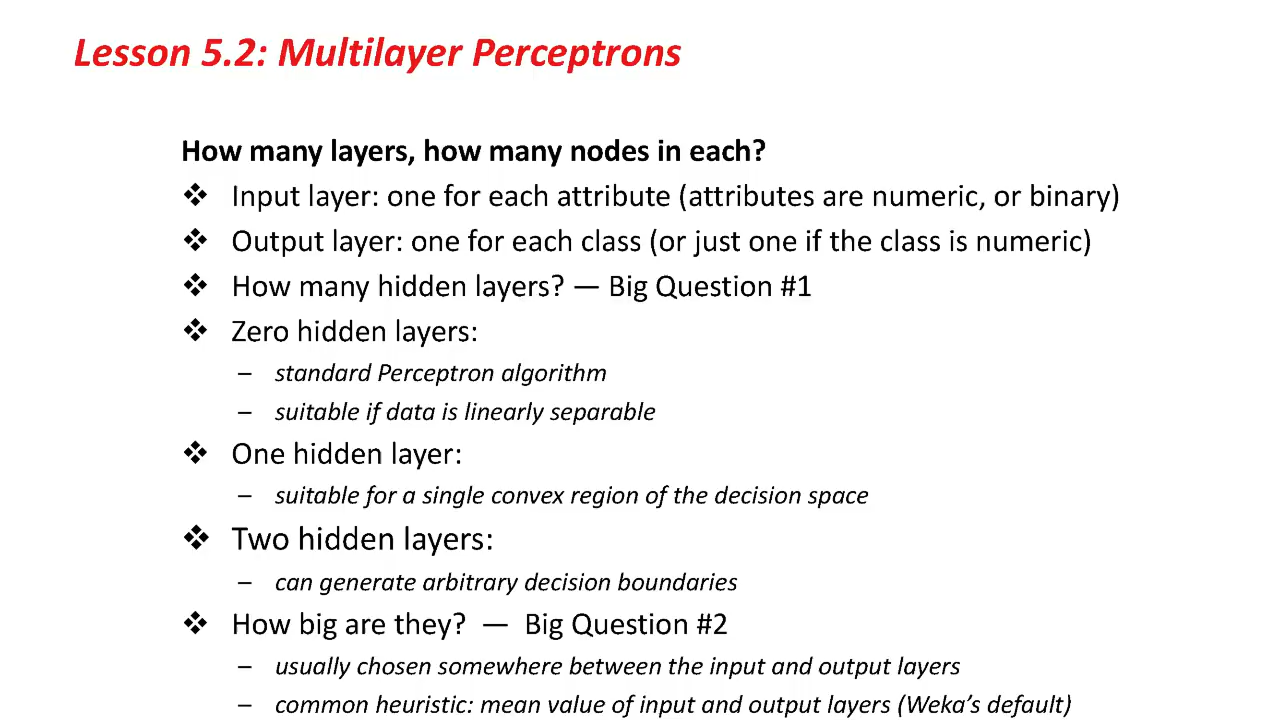 Lesson 5.2: Multilayer Perceptrons
How many layers, how many nodes in each?
❖ Input layer: one for each attribute (attributes are numeric, or binary)
❖ Output layer: one for each class (or just one if the class is numeric)
❖ How many hidden layers? — Big Question #1
❖ Zero hidden layers:
– standard Perceptron algorithm
– suitable if data is linearly separable
❖ One hidden layer:
– suitable for a single convex region of the decision space
❖ Two hidden layers:
– can generate arbitrary decision boundaries
❖ How big are they? — Big Question #2
– usually chosen somewhere between the input and output layers
– common heuristic: mean value of input and output layers (Weka’s default)